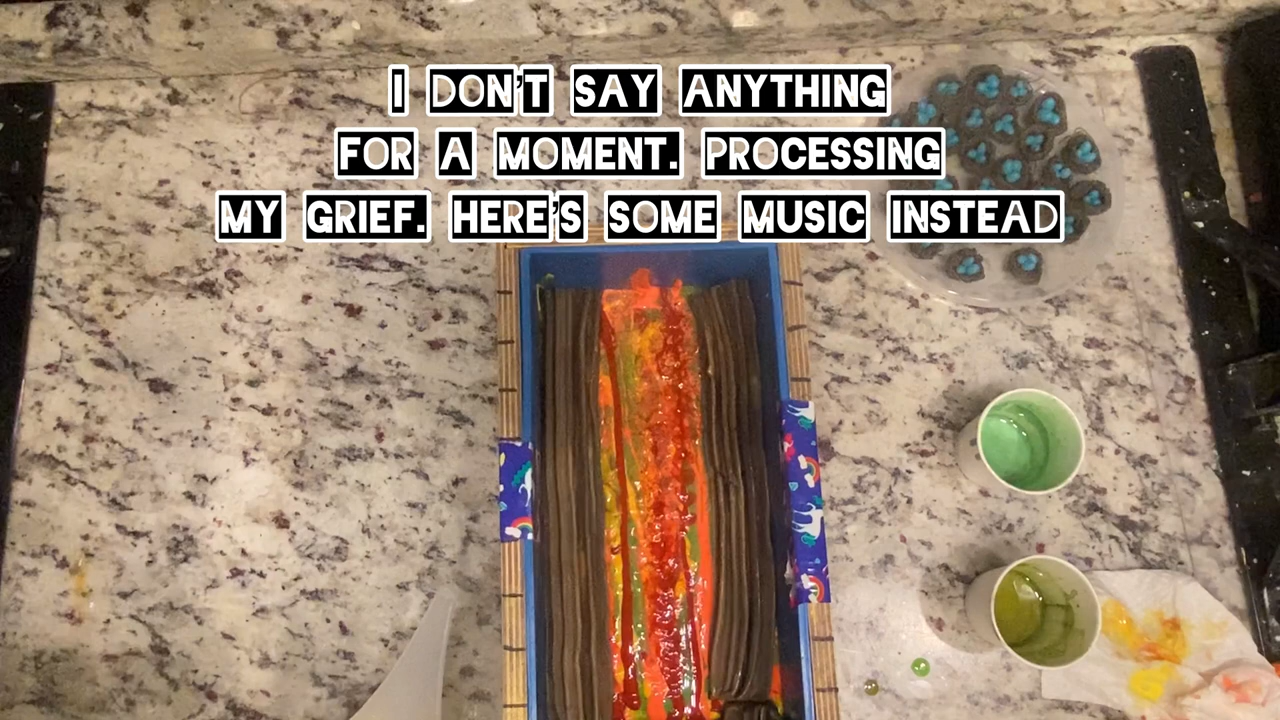 I DON'T SAY ANYTHING
FOR A MOMENT. PROCESSING
MY GRIEF. HERE'S SOME MUSIC INSTEAD